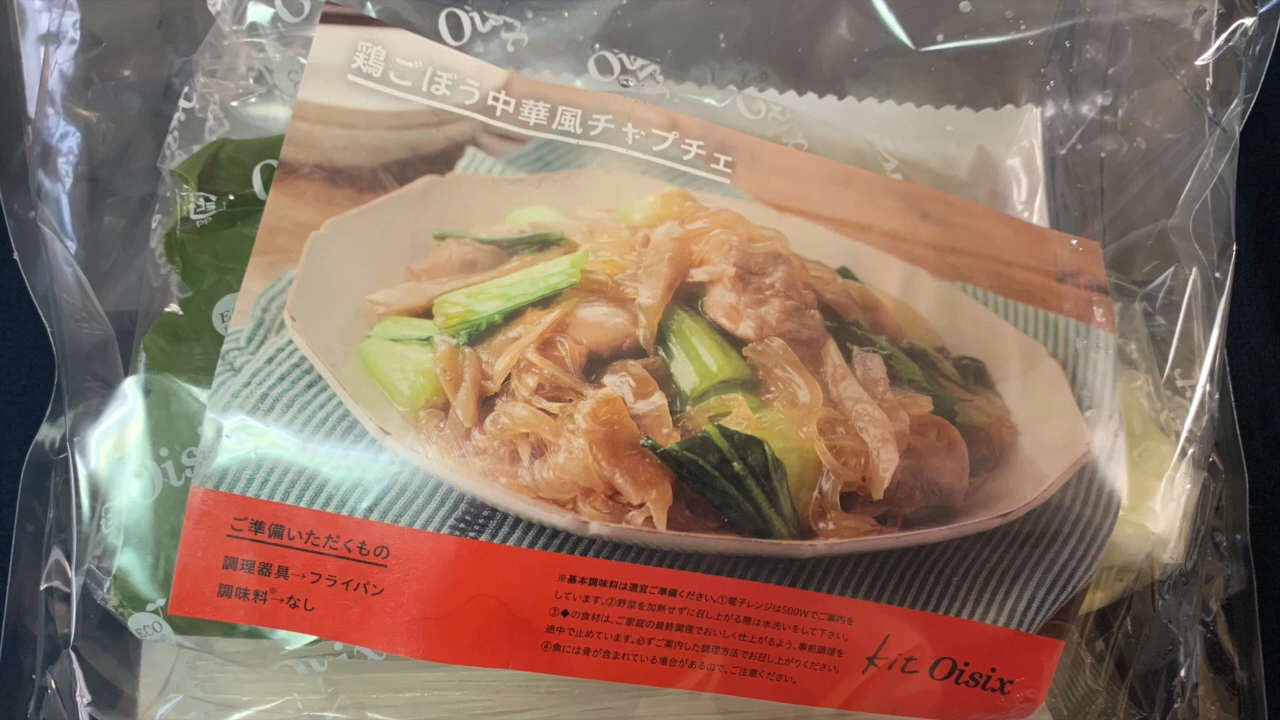 Oisix
鶏ごぼう中華風チャプチェ
PP
Oisix
ご準備いただくもの
調理器具→フライパン
調味料※→なし
※基本調味料は適宜ご準備ください。①電子レンジは500Wでご案内を
しています。②野菜を加熱せずに召し上がる際は水洗いをして下さい。
③◆の食材は、ご家庭の最終調理でおいしく仕上がるよう、事前調理を
途中で止めています。必ずご案内した調理方法でお召し上がりください。
④魚には骨が含まれている場合があるので、ご注意ください。
kit Oisix
ECO